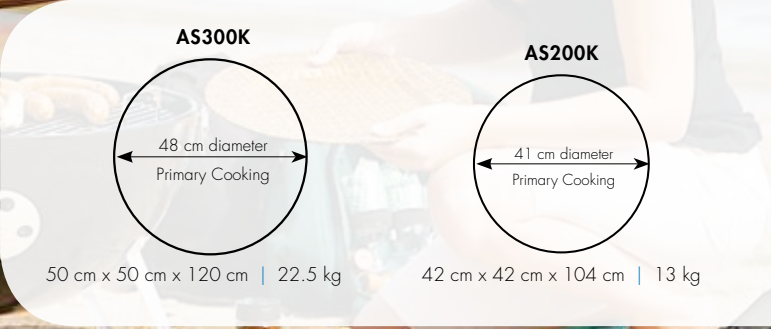 AS300K
48 cm diameter
Primary Cooking
50 cm x 50 cm x 120 cm | 22.5 kg
AS200K
41 cm diameter
Primary Cooking
42 cm x 42 cm x 104 cm | 13 kg